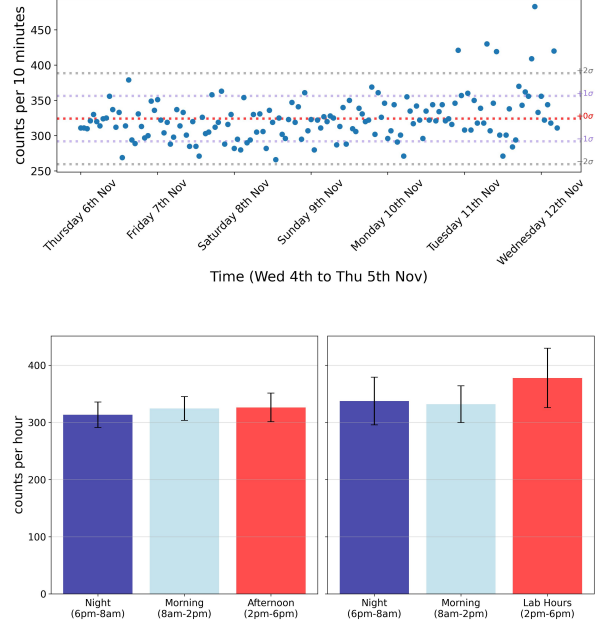 counts per 10 minutes
450
400
350
300
250
+2σ
+1σ
+0σ
−1σ
−2σ
Thursday 6th Nov
Friday 7th Nov
Saturday 8th Nov
Sunday 9th Nov
Monday 10th Nov
Tuesday 11th Nov
Wednesday 12th Nov
Time (Wed 4th to Thu 5th Nov)
counts per hour
400
300
200
100
0
Night
(6pm-8am)
Morning
(8am-2pm)
Afternoon
(2pm-6pm)
Night
(6pm-8am)
Morning
(8am-2pm)
Lab Hours
(2pm-6pm)